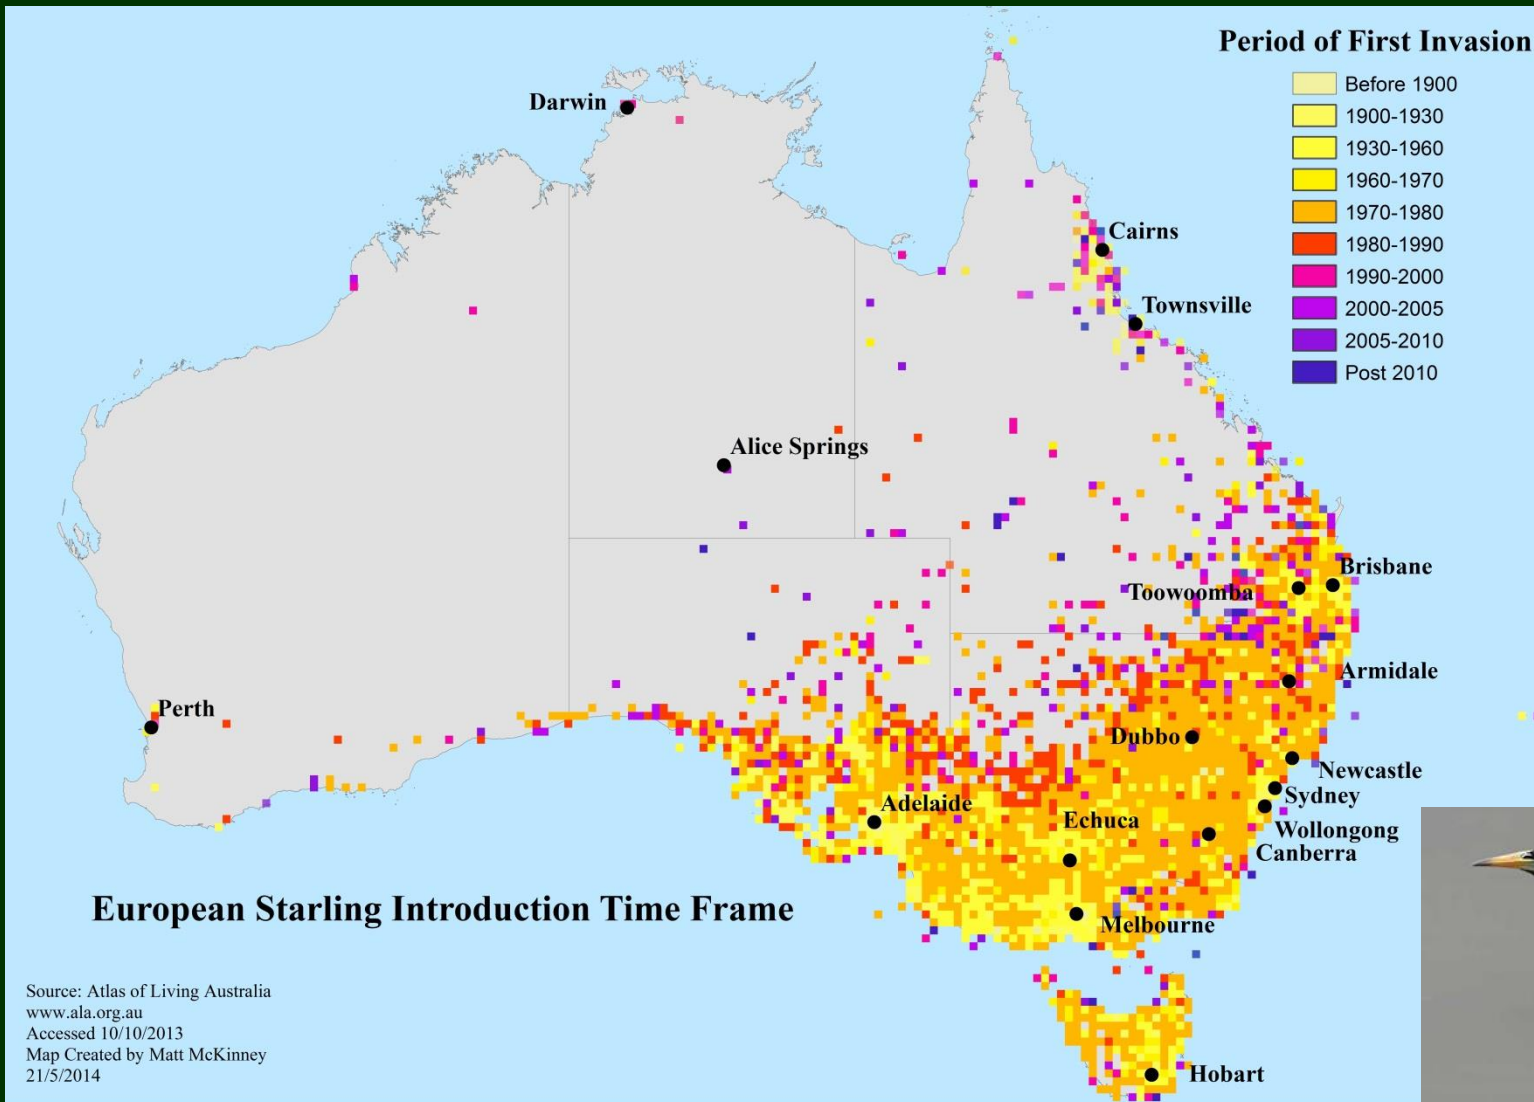 Period of First Invasion
Before 1900
1900-1930
1930-1960
1960-1970
1970-1980
1980-1990
1990-2000
2000-2005
2005-2010
Post 2010
Darwin
Cairns
Townsville
Alice Springs
Brisbane
Toowoomba
Armidale
Perth
Dubbo
Newcastle
Sydney
Adelaide
Echuca
Wollongong
Canberra
European Starling Introduction Time Frame
Melbourne
Hobart
Source: Atlas of Living Australia
www.ala.org.au
Accessed 10/10/2013
Map Created by Matt McKinney
21/5/2014